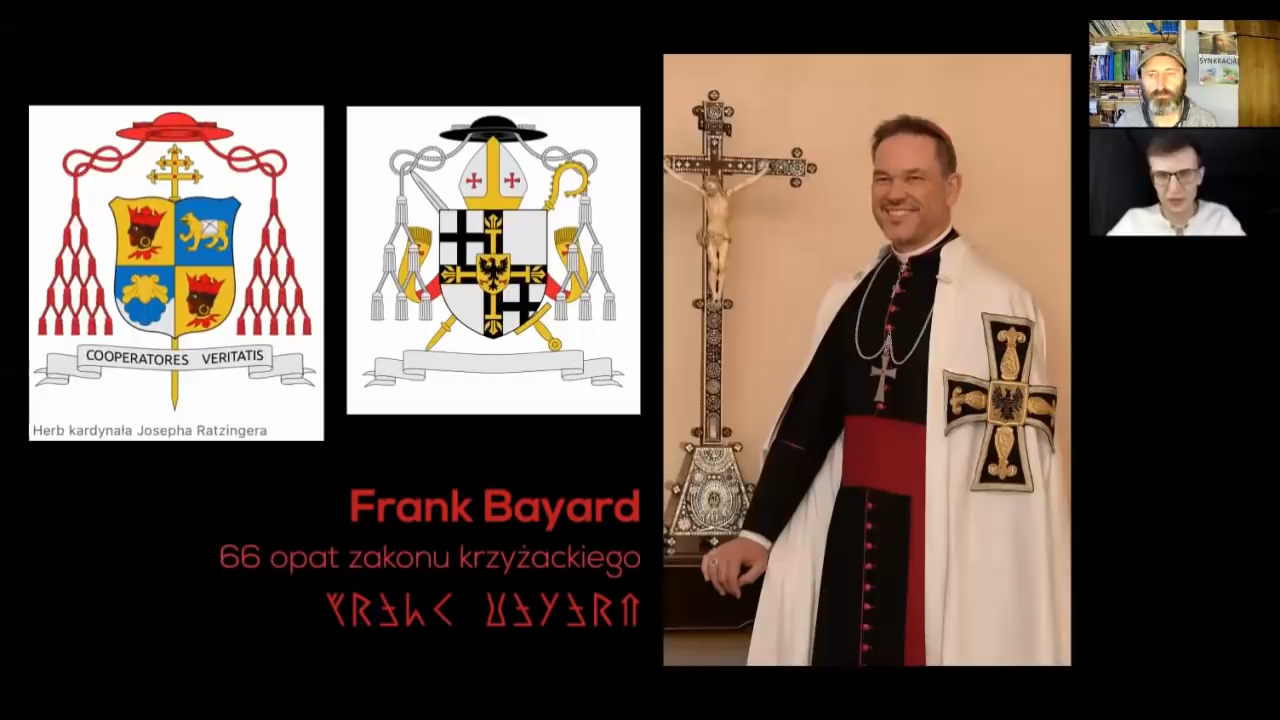 COOPERATORES VERITATIS
Herb kardynała Josepha Ratzingera
Frank Bayard
66 opat zakonu krzyżackiego